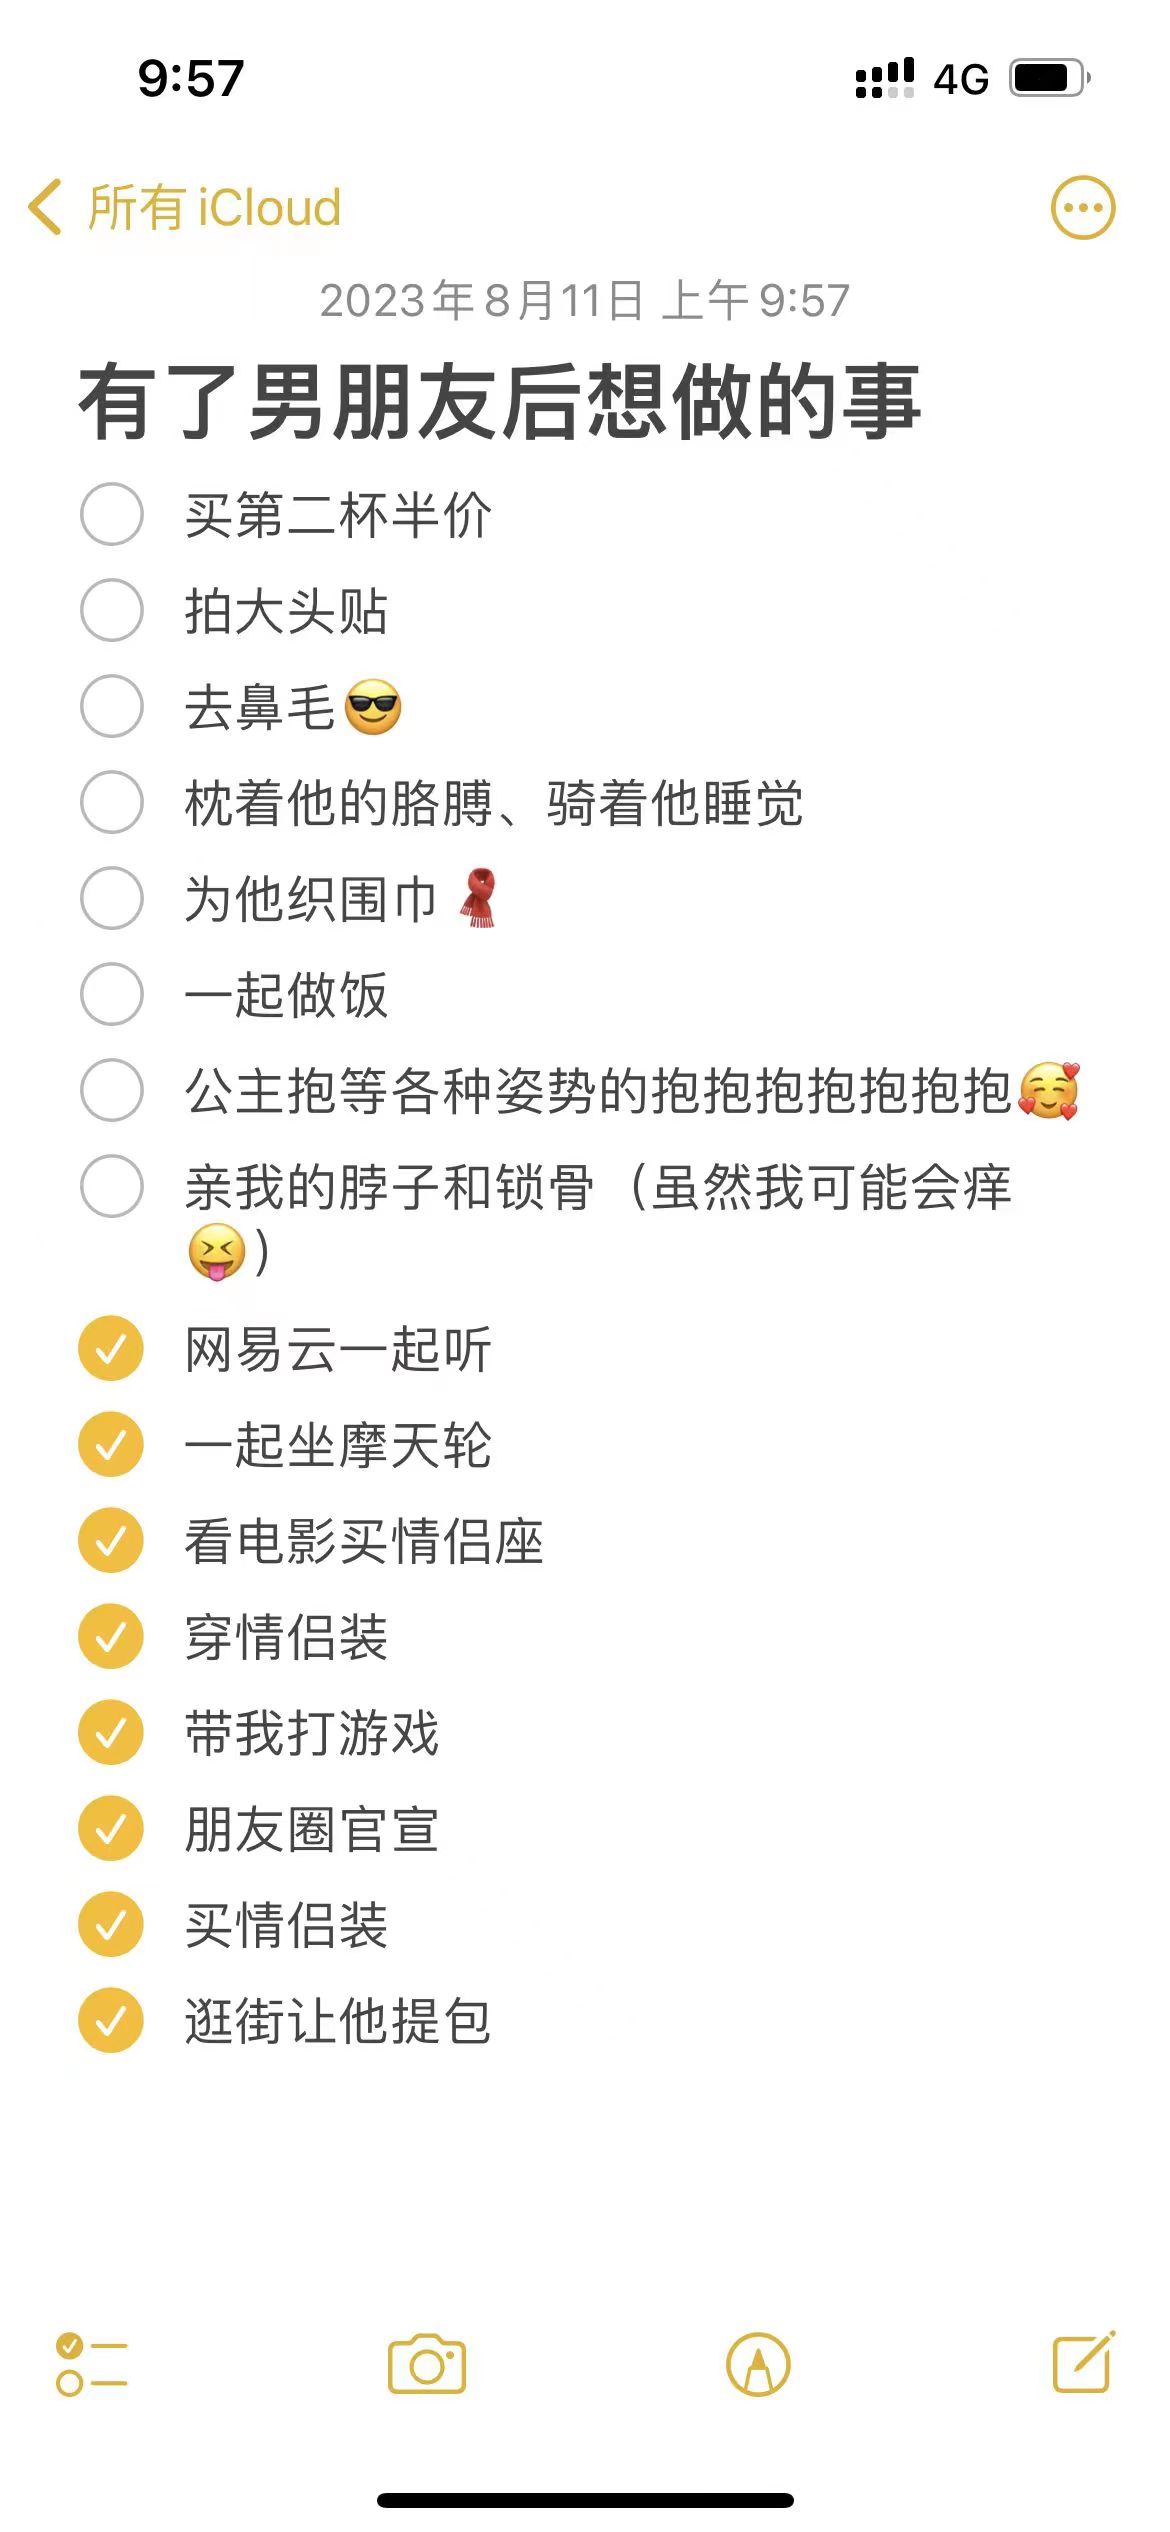 9:57
4G
所有 iCloud
2023年8月11日 上午9:57
有了男朋友后想做的事
买第二杯半价
拍大头贴
去鼻毛😎
枕着他的胳膊、骑着他睡觉
为他织围巾🧣
一起做饭
公主抱等各种姿势的抱抱抱抱抱抱抱🥰
亲我的脖子和锁骨（虽然我可能会痒
😝）
网易云一起听
一起坐摩天轮
看电影买情侣座
穿情侣装
带我打游戏
朋友圈官宣
买情侣装
逛街让他提包